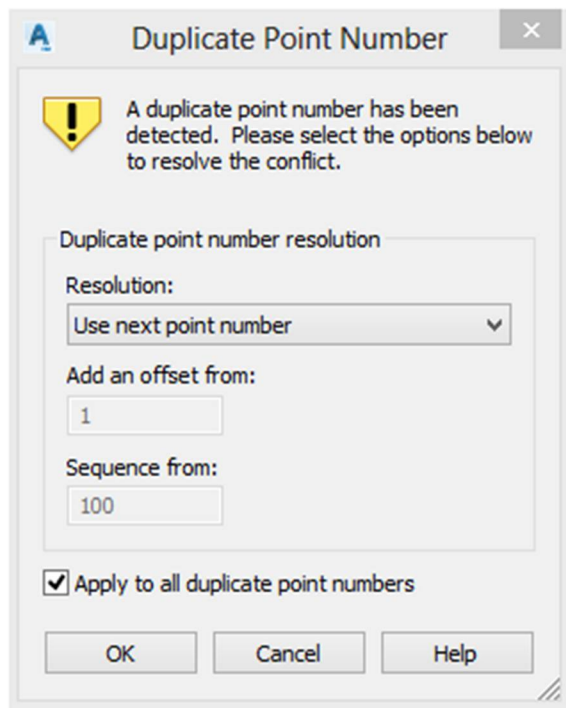 Duplicate Point Number
A duplicate point number has been
detected. Please select the options below
to resolve the conflict.
Duplicate point number resolution
Resolution:
Use next point number
Add an offset from:
1
Sequence from:
100
Apply to all duplicate point numbers
OK Cancel Help